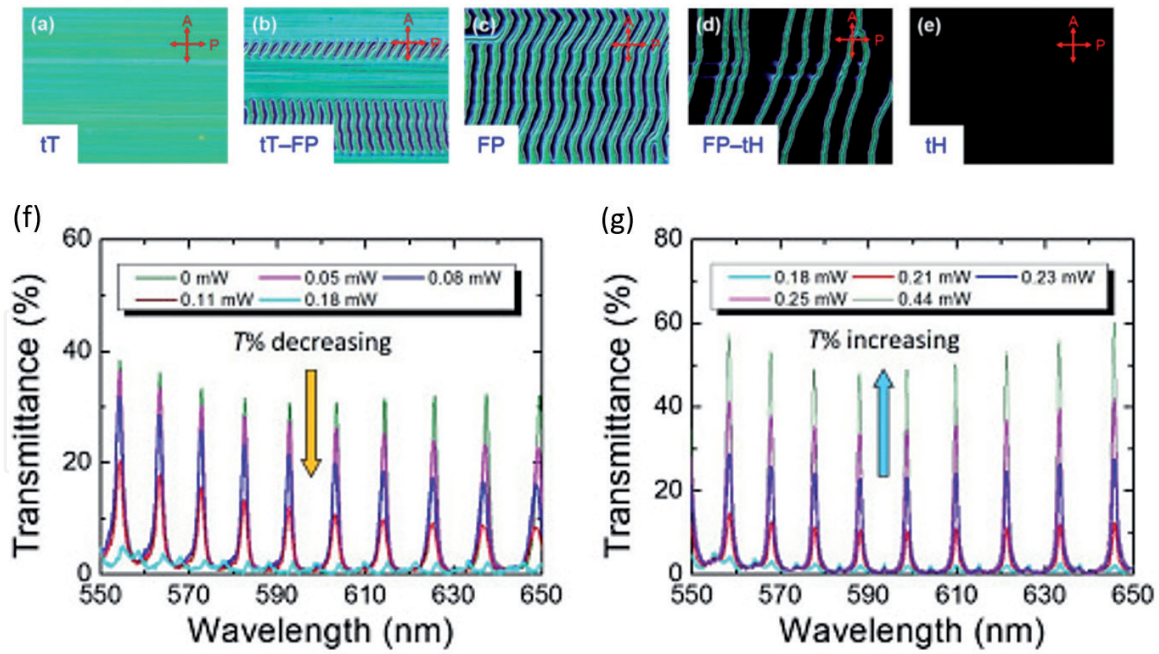 (a) A P tT
(b) A P tT–FP
(c) A P FP
(d) A P FP–tH
(e) A P tH
(f)
Transmittance (%)
60
40
20
0
0 mW 0.05 mW 0.08 mW
0.11 mW 0.18 mW
T% decreasing
550 570 590 610 630 650
Wavelength (nm)
(g)
Transmittance (%)
80
60
40
20
0
0.18 mW 0.21 mW 0.23 mW
0.25 mW 0.44 mW
T% increasing
550 570 590 610 630 650
Wavelength (nm)